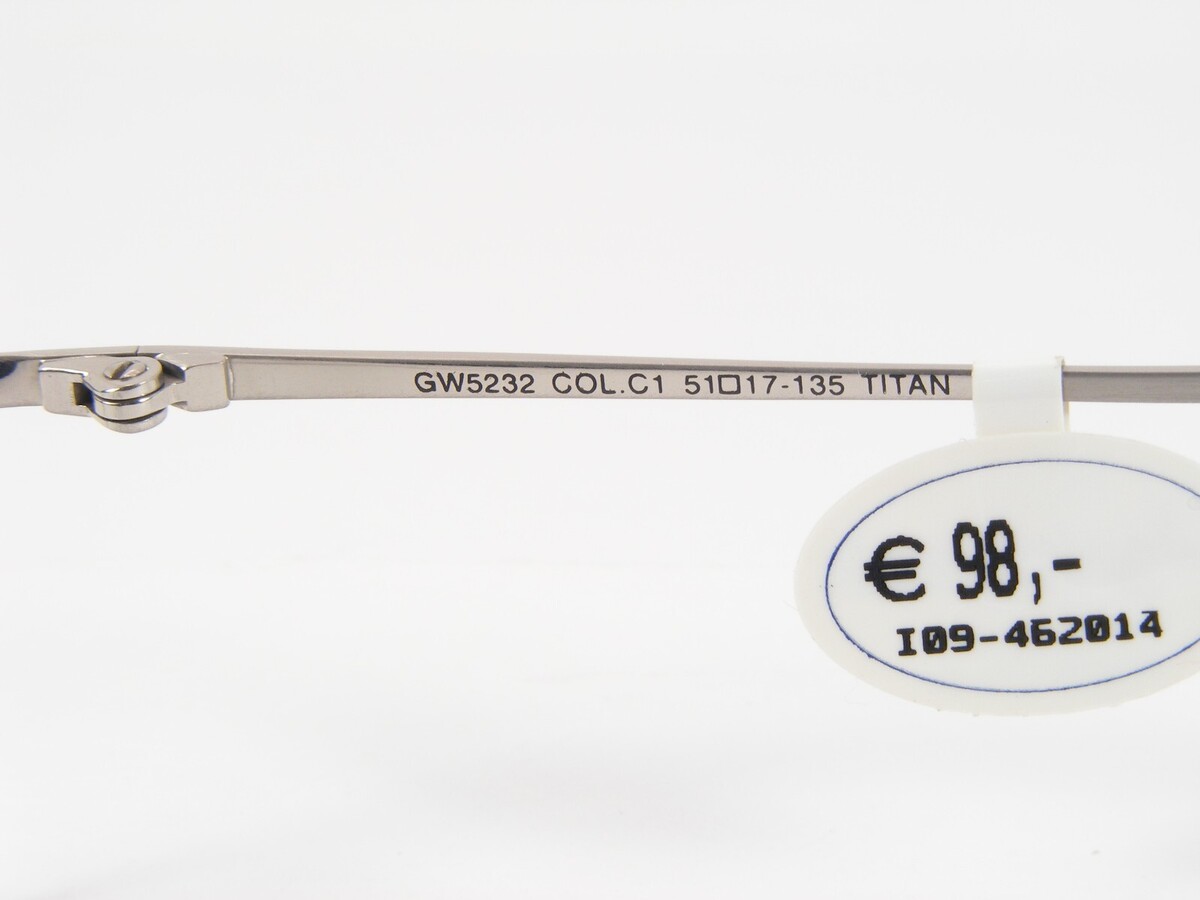 GW5232 COL.C1 51□17-135 TITAN
€ 98,-
I09-462014